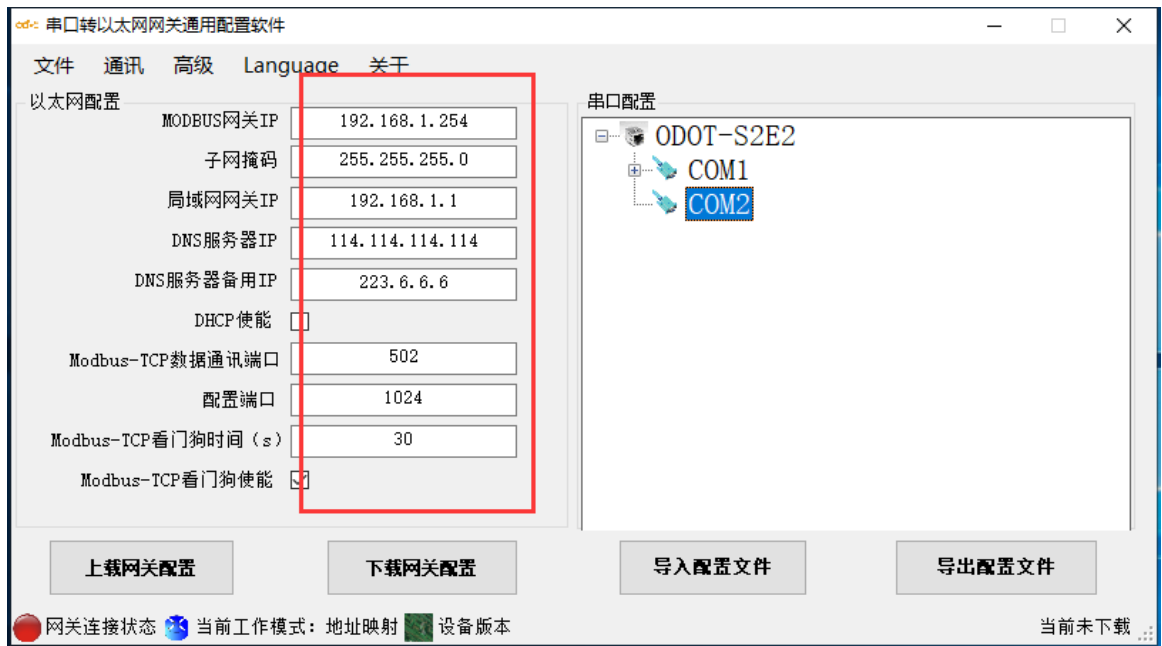 串口转以太网网关通用配置软件
文件 通讯 高级 Language 关于
以太网配置
MODBUS网关IP 192.168.1.254
子网掩码 255.255.255.0
局域网网关IP 192.168.1.1
DNS服务器IP 114.114.114.114
DNS服务器备用IP 223.6.6.6
DHCP使能
Modbus-TCP数据通讯端口 502
配置端口 1024
Modbus-TCP看门狗时间(s) 30
Modbus-TCP看门狗使能
串口配置
ODOT-S2E2
COM1
COM2
上载网关配置 下载网关配置 导入配置文件 导出配置文件
网关连接状态 当前工作模式：地址映射 设备版本 当前未下载